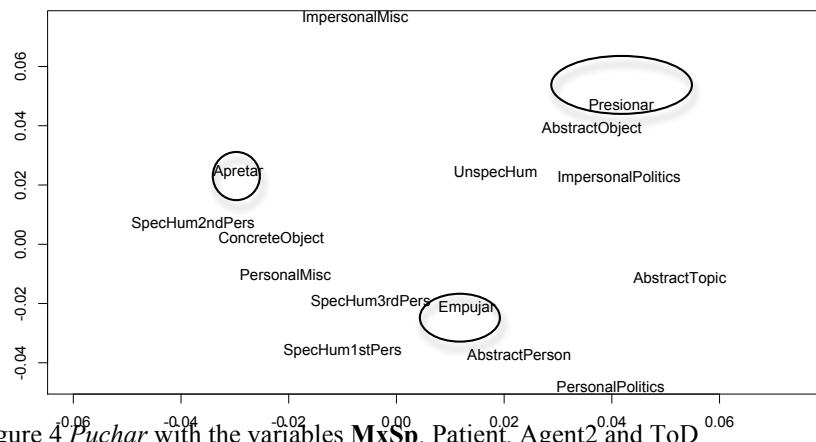 ImpersonalMisc
0.06
Presionar
0.04
AbstractObject
Apretar
UnspecHum
ImpersonalPolitics
0.02
SpecHum2ndPers
ConcreteObject
0.00
PersonalMisc
AbstractTopic
-0.02
SpecHum3rdPers
Empujar
SpecHum1stPers
AbstractPerson
-0.04
PersonalPolitics
-0.06 -0.04 -0.02 0.00 0.02 0.04 0.06
gure 4 Puchar with the variables MxSp, Patient, Agent2 and ToD